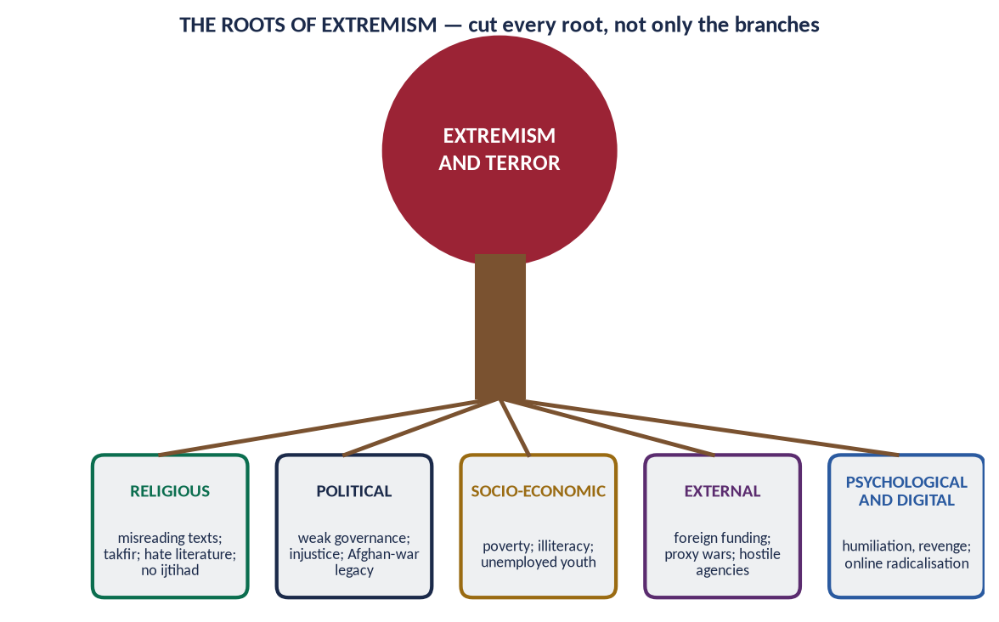 THE ROOTS OF EXTREMISM — cut every root, not only the branches
EXTREMISM
AND TERROR
RELIGIOUS
misreading texts;
takfir; hate literature;
no ijtihad
POLITICAL
weak governance;
injustice; Afghan-war
legacy
SOCIO-ECONOMIC
poverty; illiteracy;
unemployed youth
EXTERNAL
foreign funding;
proxy wars; hostile
agencies
PSYCHOLOGICAL
AND DIGITAL
humiliation, revenge;
online radicalisation